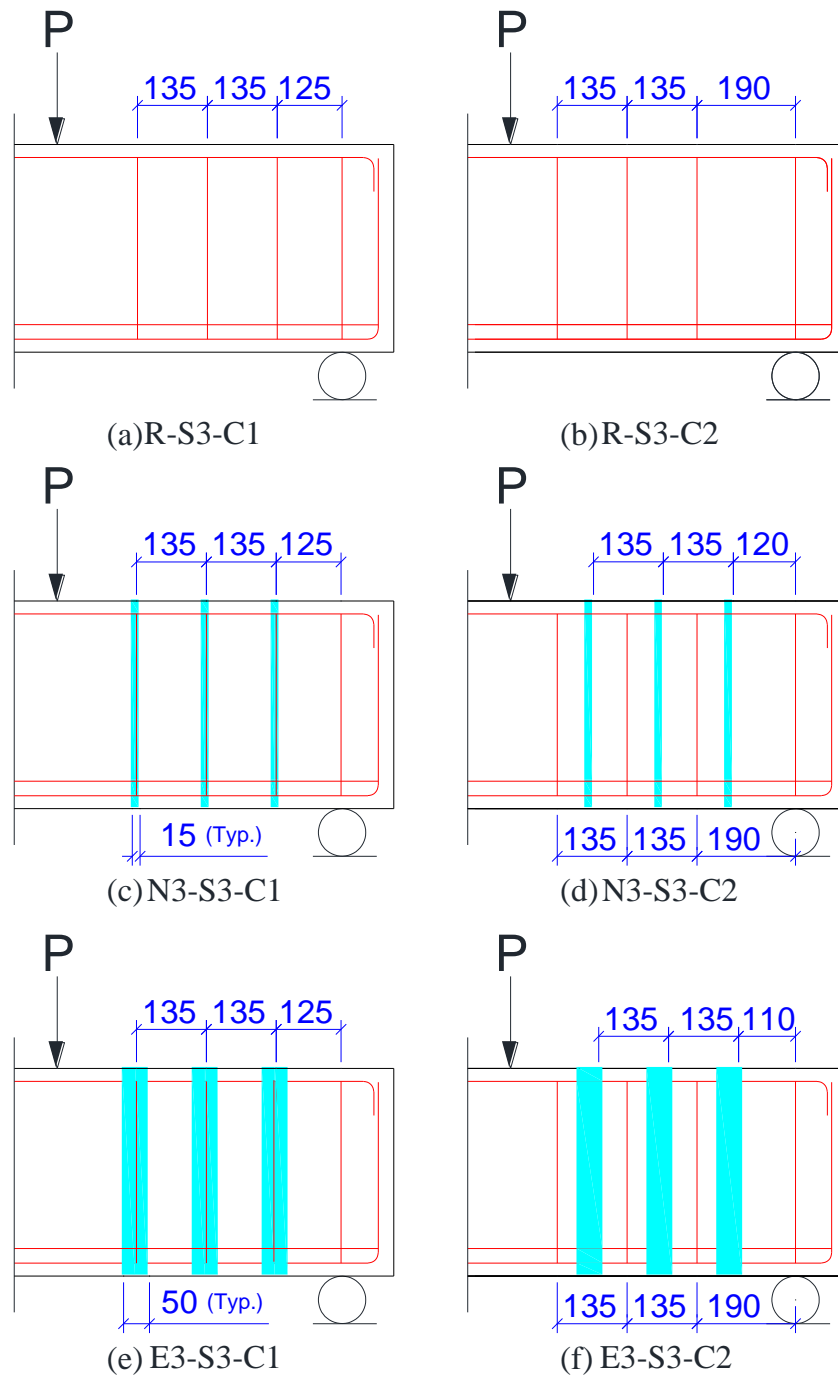 P P
135 135 125 135 135 190
(a)R-S3-C1 (b)R-S3-C2
P P
135 135 125 135 135 120
15 (Typ.) 135 135 190
(c) N3-S3-C1 (d) N3-S3-C2
P P
135 135 125 135 135 110
50 (Typ.) 135 135 190
(e) E3-S3-C1 (f) E3-S3-C2